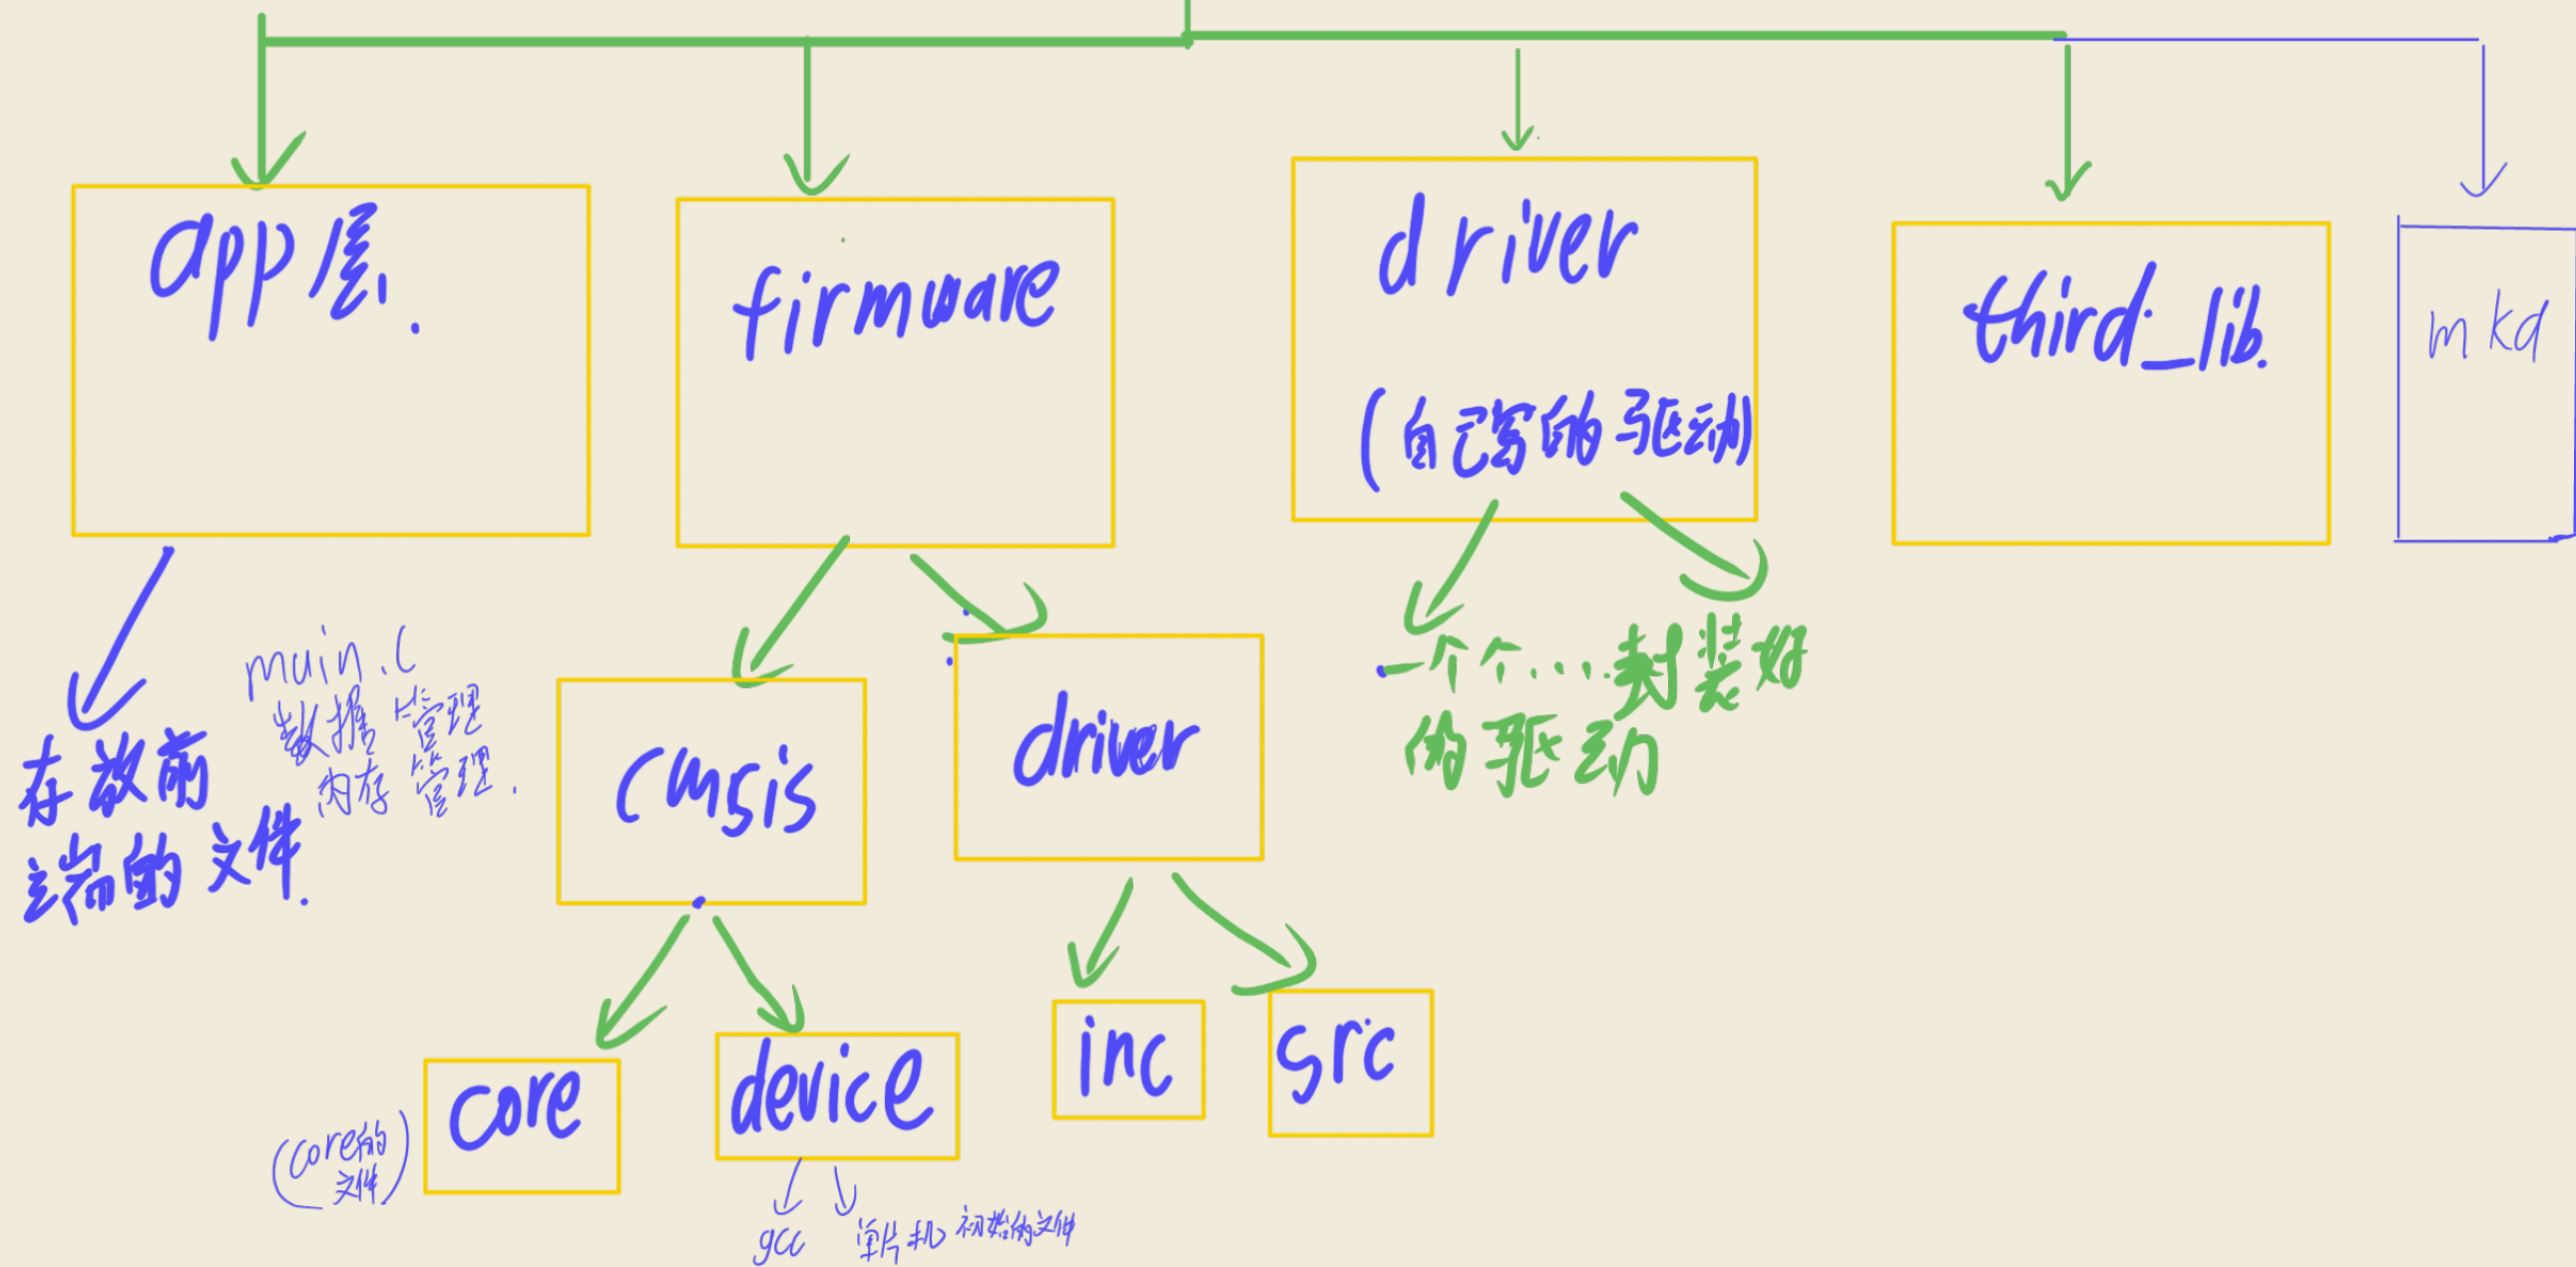 app层.
firmware
driver
(自己写的驱动)
third_lib.
mkd
存放前
端的文件.
main.c
数据管理
内存管理.
cmsis
driver
一个个....封装好
的驱动
core
(core的
文件)
device
gcc
单片机初始的文件
inc
src